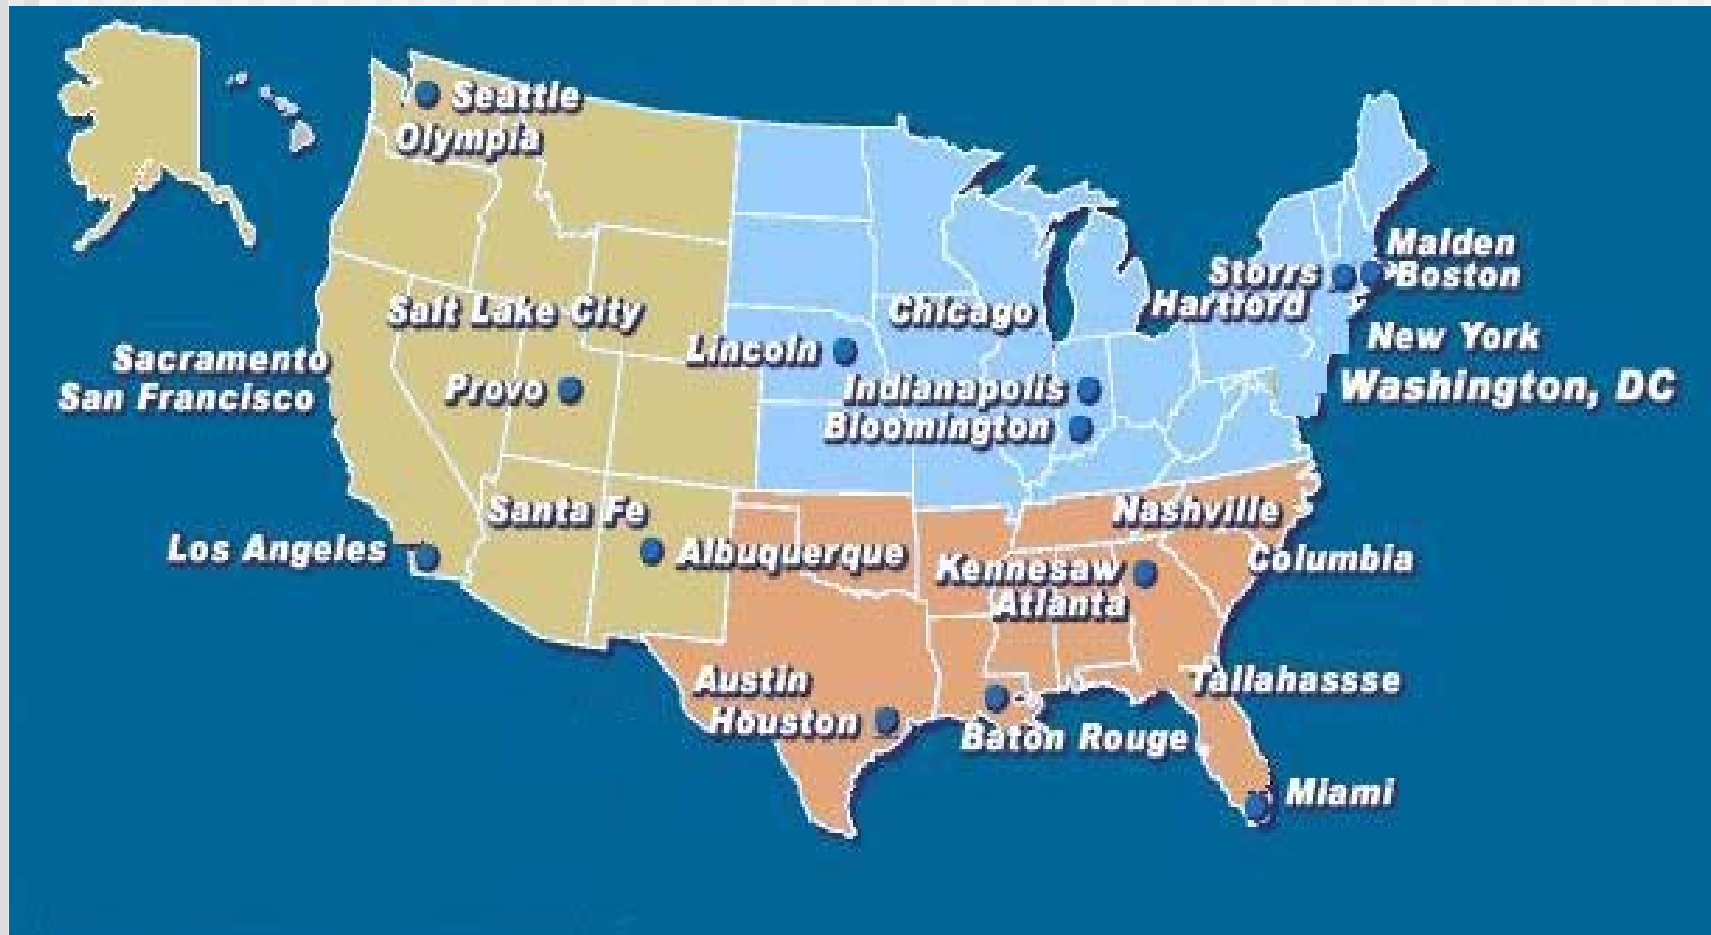 Seattle
Olympia
Malden
Storrs
Boston
Hartford
Salt Lake City
Chicago
New York
Lincoln
Sacramento
Provo
Indianapolis
Washington, DC
San Francisco
Bloomington
Santa Fe
Nashville
Los Angeles
Albuquerque
Kennesaw
Columbia
Atlanta
Austin
Tallahassse
Houston
Baton Rouge
Miami